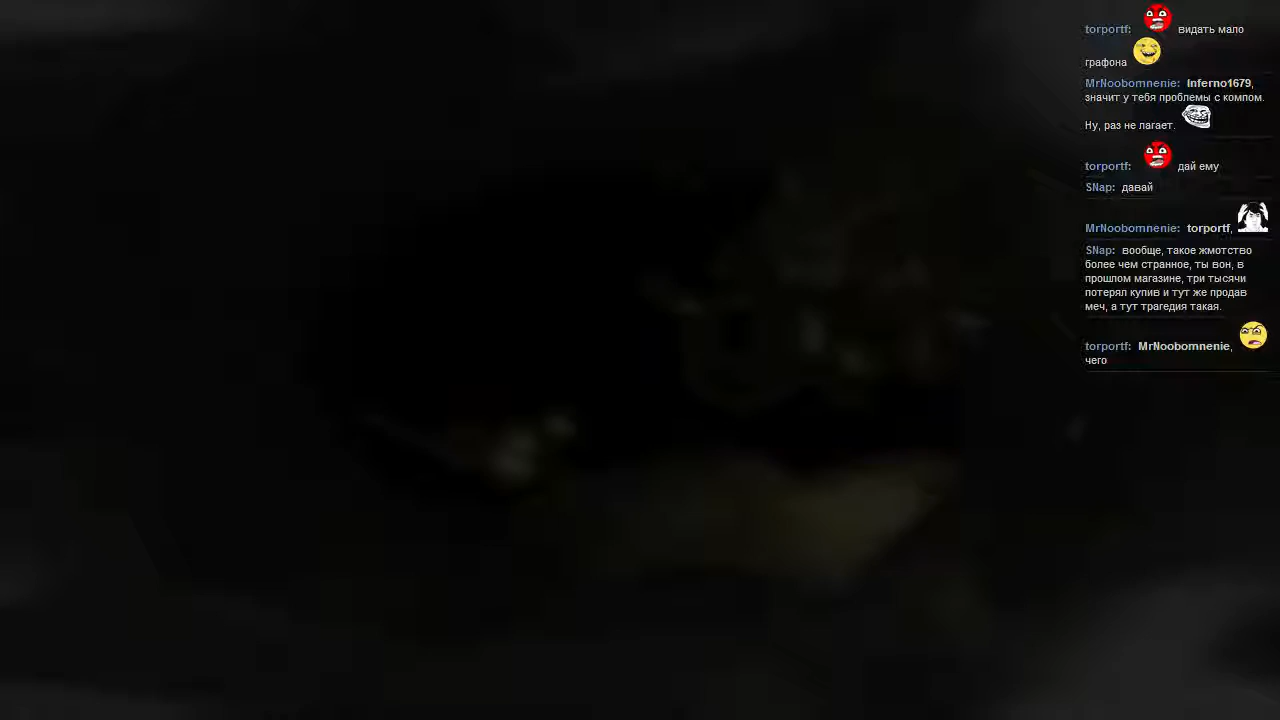 torportf: видать мало
графона
MrNoobomnenie: Inferno1679,
значит у тебя проблемы с компом.
Ну, раз не лагает.
torportf: дай ему
SNap: давай
MrNoobomnenie: torportf,
SNap: вообще, такое жмотство
более чем странное, ты вон, в
прошлом магазине, три тысячи
потерял купив и тут же продав
меч, а тут трагедия такая.
torportf: MrNoobomnenie,
чего